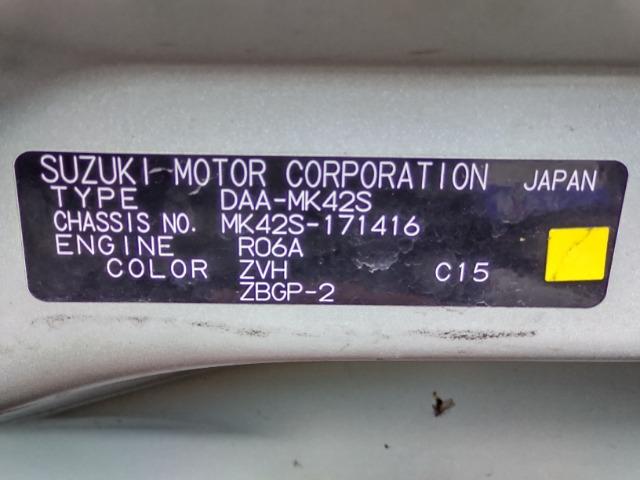 SUZUKI MOTOR CORPORATION JAPAN
TYPE DAA-MK42S
CHASSIS NO. MK42S-171416
ENGINE R06A
COLOR ZVH C15
ZBGP-2